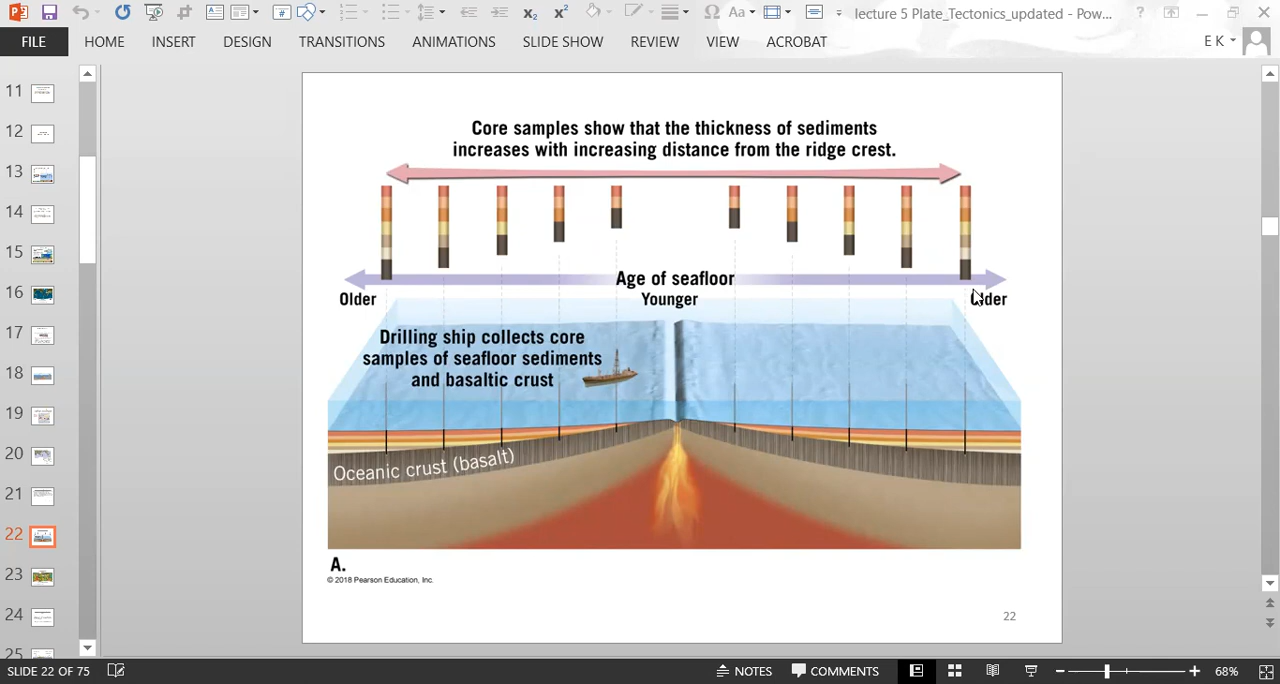 lecture 5 Plate_Tectonics_updated - Pow...
FILE HOME INSERT DESIGN TRANSITIONS ANIMATIONS SLIDE SHOW REVIEW VIEW ACROBAT
E K
11
12
13
14
15
16
17
18
19
20
21
22
23
24
25
Core samples show that the thickness of sediments
increases with increasing distance from the ridge crest.
Age of seafloor
Older Younger Older
Drilling ship collects core
samples of seafloor sediments
and basaltic crust
Oceanic crust (basalt)
A.
© 2018 Pearson Education, Inc.
22
SLIDE 22 OF 75 NOTES COMMENTS 68%